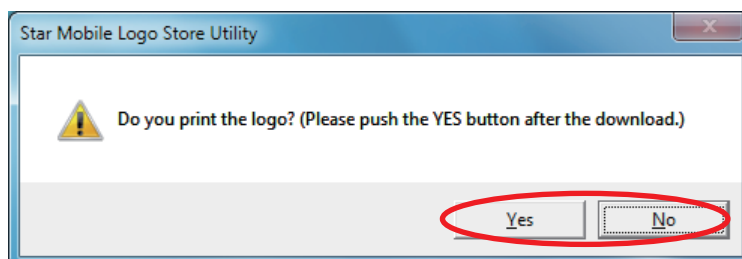 Star Mobile Logo Store Utility
X
Do you print the logo? (Please push the YES button after the download.)
Yes
No